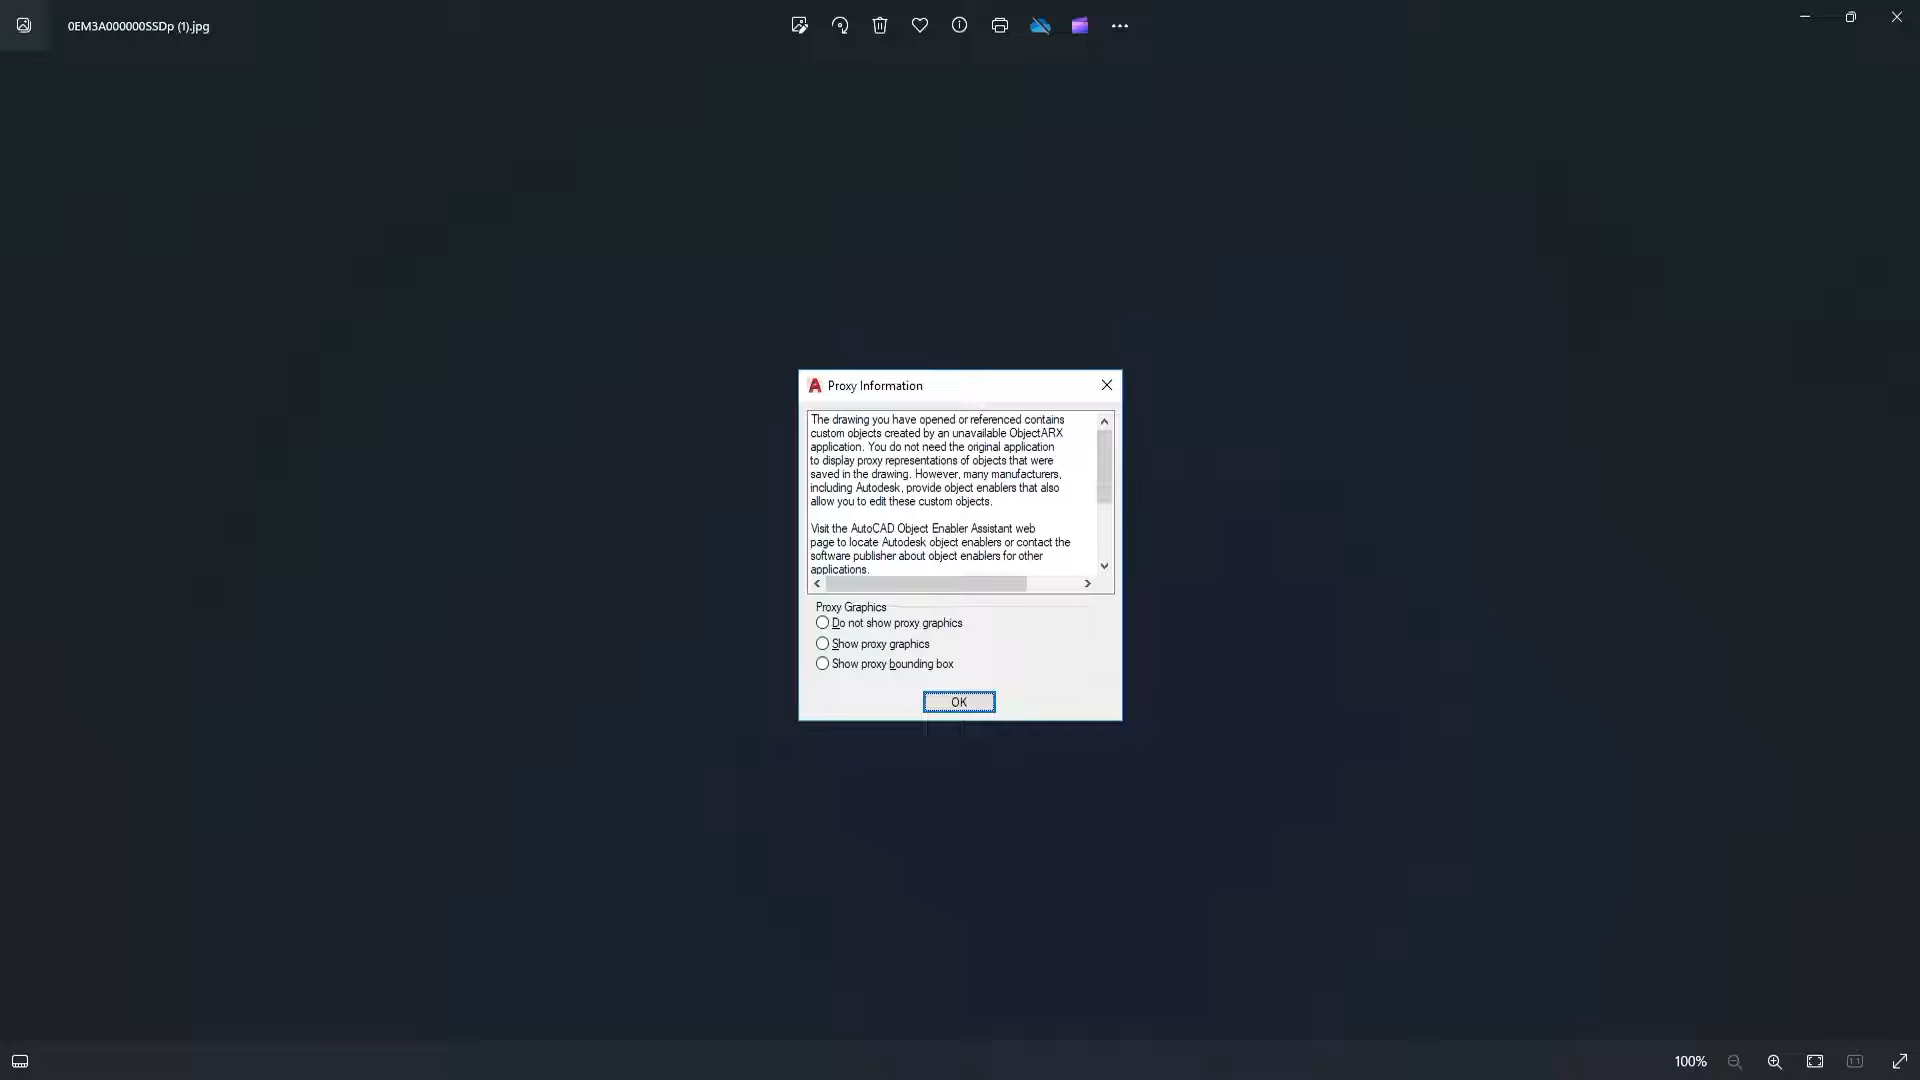 0EM3A000000SSDp (1).jpg
Proxy Information
The drawing you have opened or referenced contains
custom objects created by an unavailable ObjectARX
application. You do not need the original application
to display proxy representations of objects that were
saved in the drawing. However, many manufacturers,
including Autodesk, provide object enablers that also
allow you to edit these custom objects.
Visit the AutoCAD Object Enabler Assistant web
page to locate Autodesk object enablers or contact the
software publisher about object enablers for other
applications.
Proxy Graphics
Do not show proxy graphics
Show proxy graphics
Show proxy bounding box
OK
100%